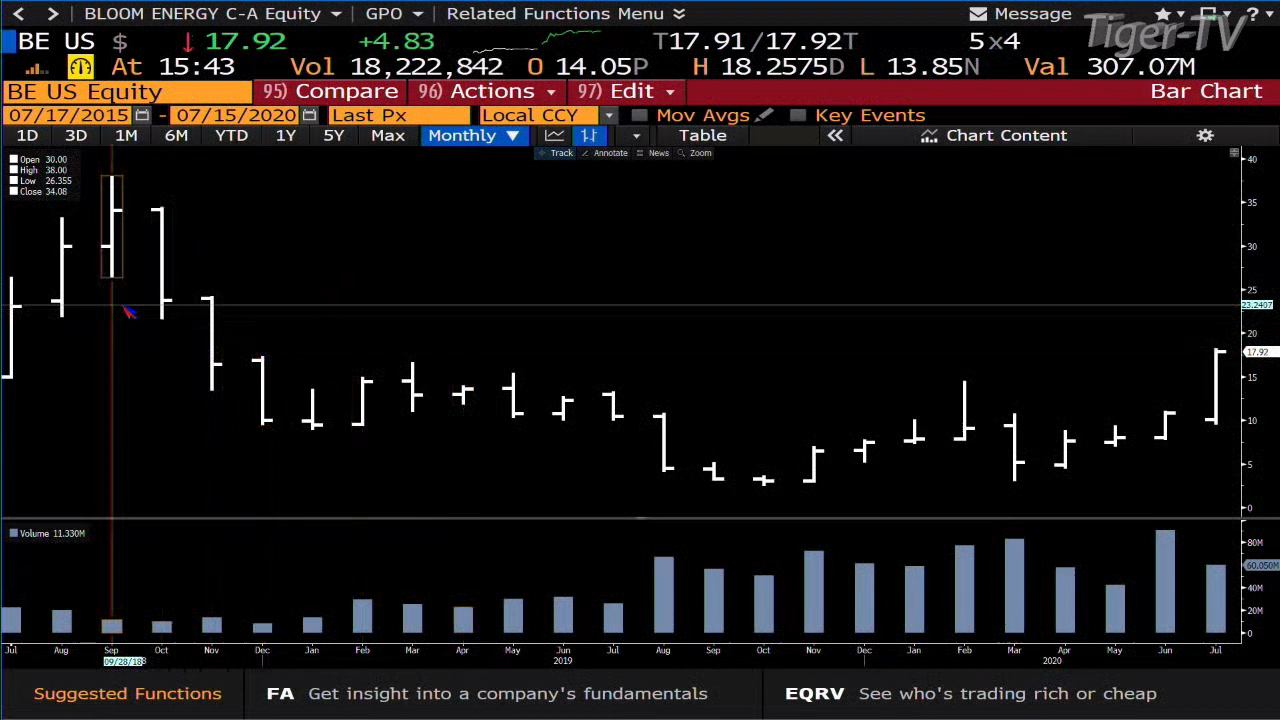 BLOOM ENERGY C-A Equity GPO Related Functions Menu Message ?
BE US $ 17.92 +4.83 T17.91/17.92T 5x4 Tiger-TV
At 15:43 Vol 18,222,842 O 14.05P H 18.2575D L 13.85N Val 307.07M
BE US Equity 95) Compare 96) Actions 97) Edit Bar Chart
07/17/2015 - 07/15/2020 Last Px Local CCY Mov Avgs Key Events
1D 3D 1M 6M YTD 1Y 5Y Max Monthly ▼ Table « Chart Content
Track Annotate News Zoom
Open 30.00
High 38.00
Low 26.355
Close 34.08
40
35
30
25
23.2407
20
17.92
15
10
5
0
Volume 11.330M
80M
60.050M
40M
20M
0
Jul Aug Sep Oct Nov Dec Jan Feb Mar Apr May Jun Jul Aug Sep Oct Nov Dec Jan Feb Mar Apr May Jun Jul
09/28/18 2019 2020
Suggested Functions FA Get insight into a company's fundamentals EQRV See who's trading rich or cheap